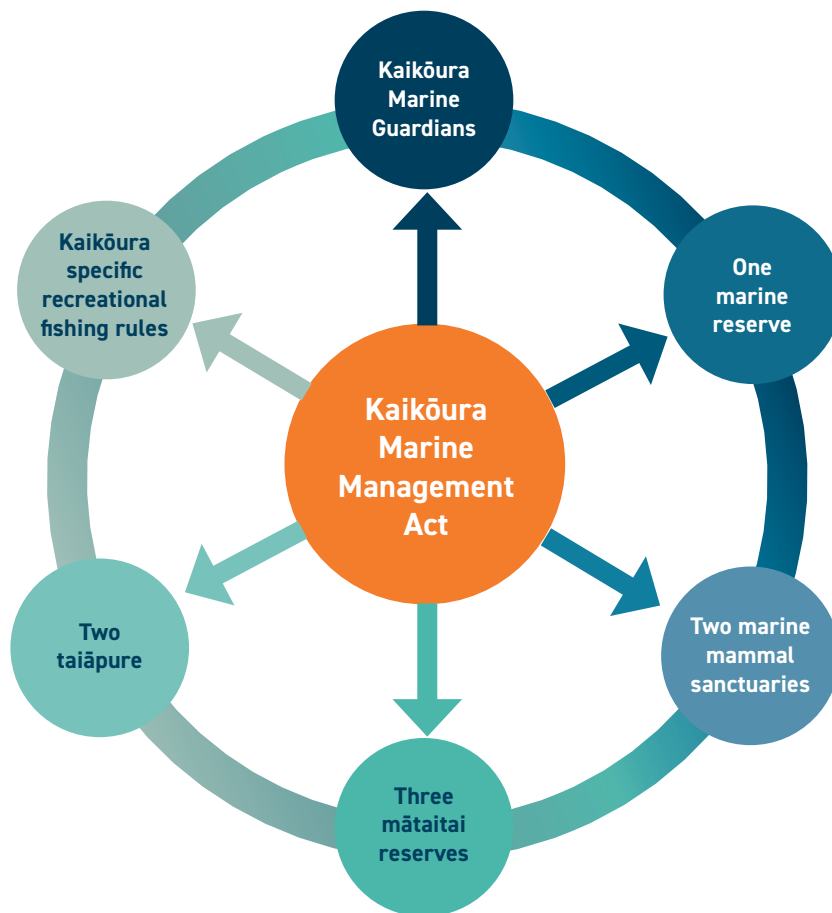 Kaikōura
Marine
Guardians
One
marine
reserve
Two marine
mammal
sanctuaries
Three
mātaitai
reserves
Two
taiāpure
Kaikōura
specific
recreational
fishing rules
Kaikōura
Marine
Management
Act